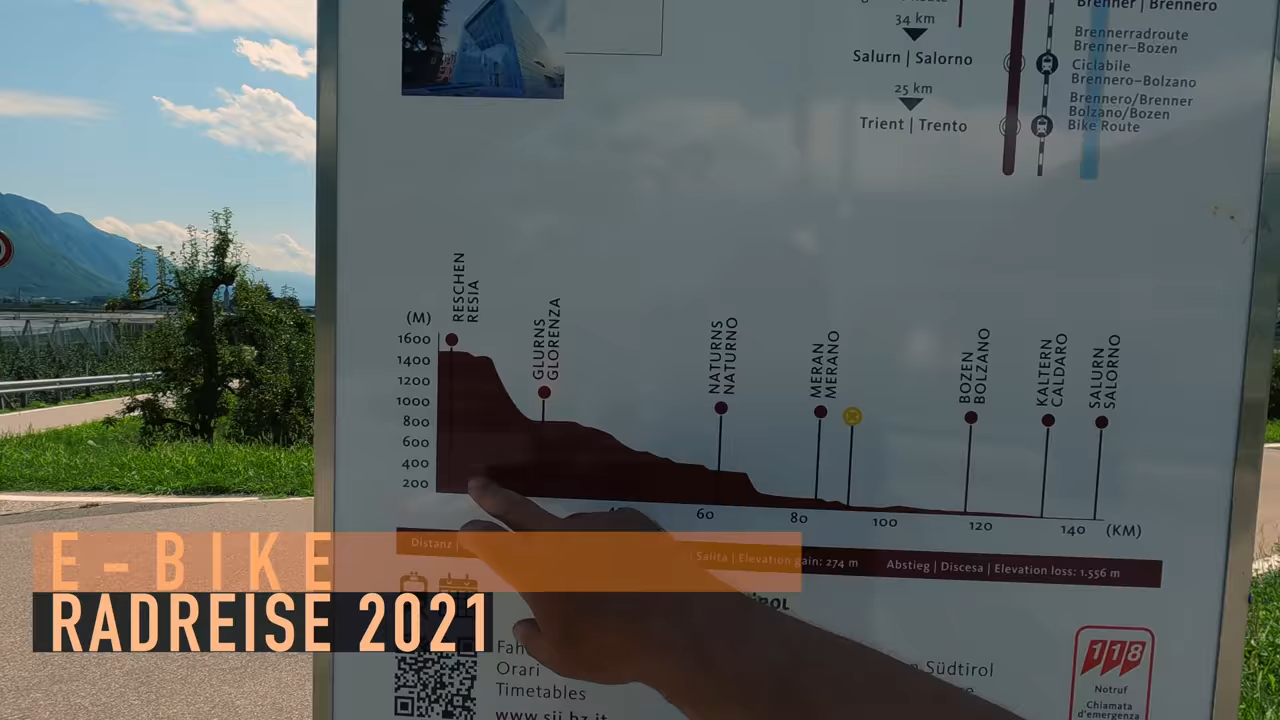 34 km
Salurn | Salorno
25 km
Trient | Trento
Brenner | Brennero
Brennerradroute
Brenner–Bozen
Ciclabile
Brennero–Bolzano
Brennero/Brenner
Bolzano/Bozen
Bike Route
(M)
1600
1400
1200
1000
800
600
400
200
RESCHEN
RESIA
GLURNS
GLORENZA
NATURNS
NATURNO
MERAN
MERANO
BOZEN
BOLZANO
KALTERN
CALDARO
SALURN
SALORNO
60
80
100
120
140
(KM)
Distanz |
| Salita | Elevation gain: 274 m
Abstieg | Discesa | Elevation loss: 1.556 m
E-BIKE
RADREISE 2021
Orari
Timetables
www.sii.bz.it
Südtirol
118
Notruf
Chiamata
d'emergenza